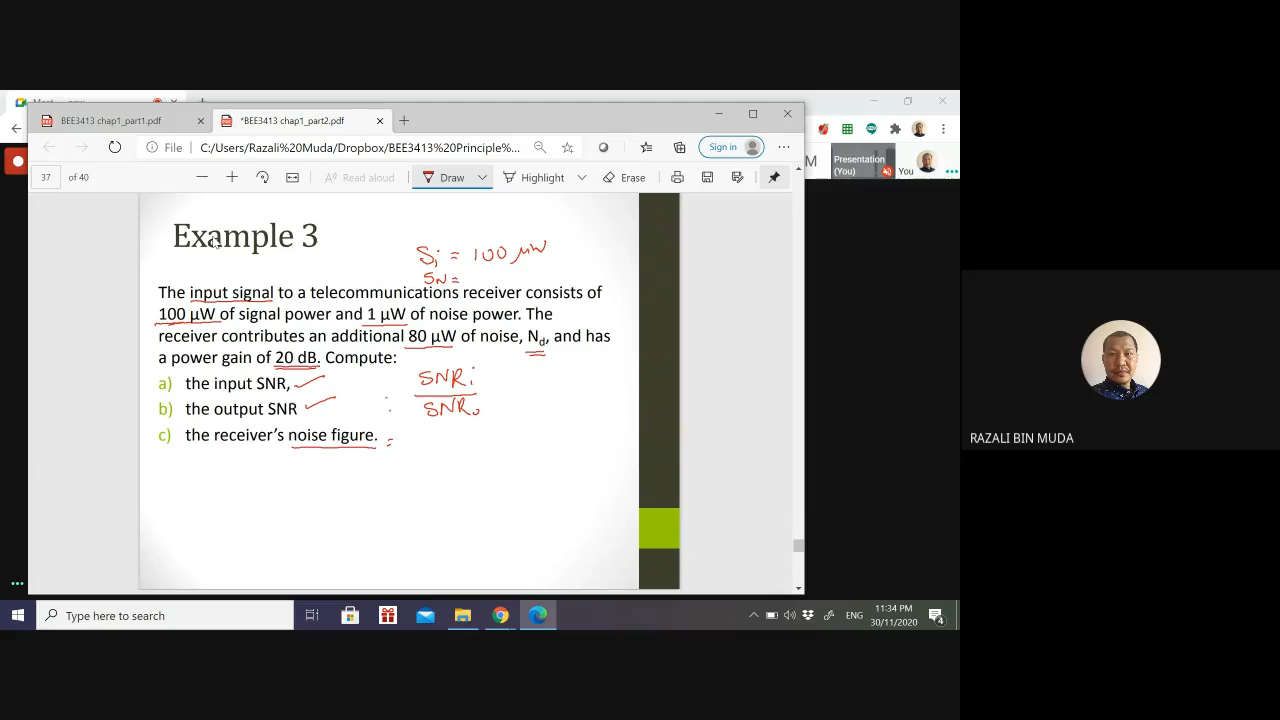 BEE3413 chap1_part1.pdf
*BEE3413 chap1_part2.pdf
File
C:/Users/Razali%20Muda/Dropbox/BEE3413%20Principle%...
Sign in
37 of 40
Read aloud
Draw
Highlight
Erase
M
Presentation
(You)
You
Example 3
Si = 100 μW
SN =
The input signal to a telecommunications receiver consists of
100 μW of signal power and 1 μW of noise power. The
receiver contributes an additional 80 μW of noise, Nd, and has
a power gain of 20 dB. Compute:
a) the input SNR,
b) the output SNR
c) the receiver's noise figure. =
: SNRi
SNRo
RAZALI BIN MUDA
Type here to search
ENG
11:34 PM
30/11/2020
4